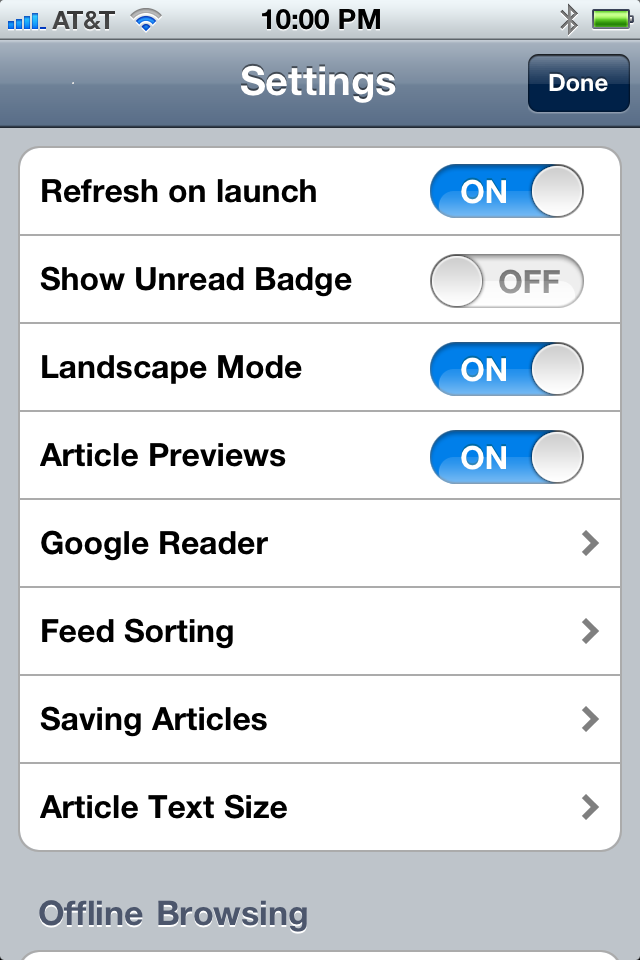 AT&T 10:00 PM
Settings Done
Refresh on launch ON
Show Unread Badge OFF
Landscape Mode ON
Article Previews ON
Google Reader
Feed Sorting
Saving Articles
Article Text Size
Offline Browsing